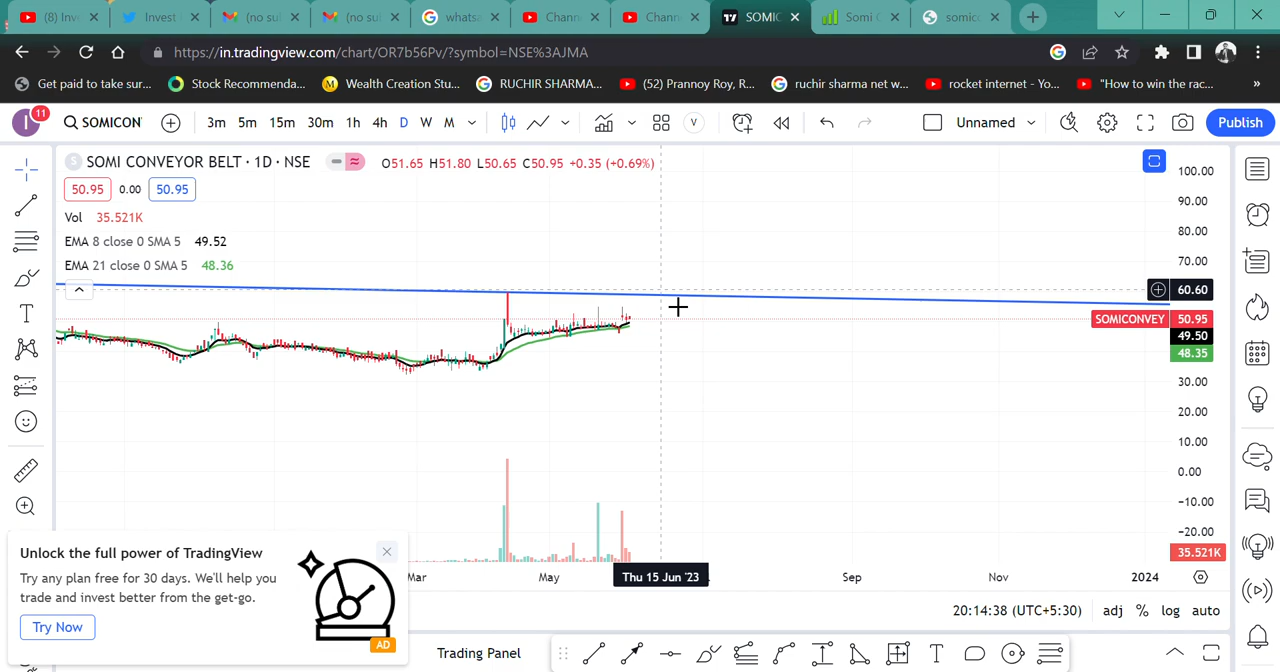 (8) Inv
Invest
(no su
(no su
whats
Chann
Chann
SOMIC
Somi
somic
https://in.tradingview.com/chart/OR7b56Pv/?symbol=NSE%3AJMA
Get paid to take sur...
Stock Recommenda...
Wealth Creation Stu...
RUCHIR SHARMA...
(52) Prannoy Roy, R...
ruchir sharma net w...
rocket internet - Yo...
"How to win the rac...
»
I
11
SOMICON
3m 5m 15m 30m 1h 4h D W M
V
Unnamed
Publish
S SOMI CONVEYOR BELT · 1D · NSE
O51.65 H51.80 L50.65 C50.95 +0.35 (+0.69%)
50.95 0.00 50.95
Vol 35.521K
EMA 8 close 0 SMA 5 49.52
EMA 21 close 0 SMA 5 48.36
100.00
90.00
80.00
70.00
60.60
SOMICONVEY 50.95
49.50
48.35
30.00
20.00
10.00
0.00
−10.00
−20.00
35.521K
Unlock the full power of TradingView
Try any plan free for 30 days. We'll help you
trade and invest better from the get-go.
Try Now
AD
Mar May Thu 15 Jun '23 Sep Nov 2024
20:14:38 (UTC+5:30) adj % log auto
Trading Panel